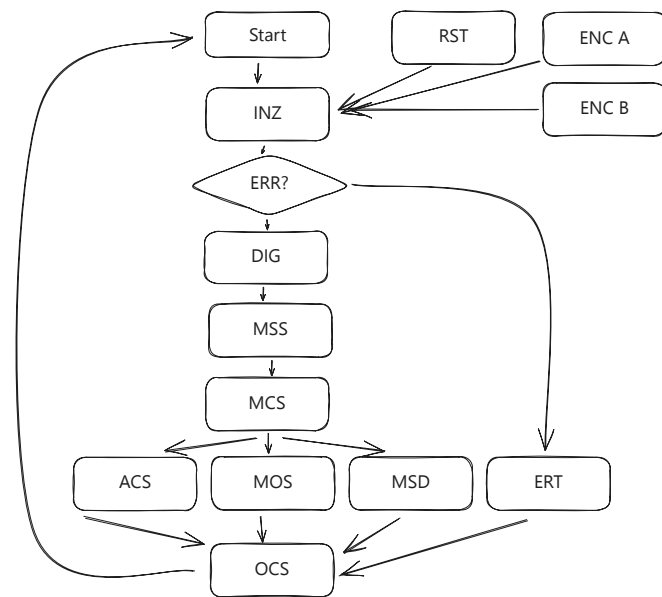 Start
RST
ENC A
INZ
ENC B
ERR?
DIG
MSS
MCS
ACS
MOS
MSD
ERT
OCS